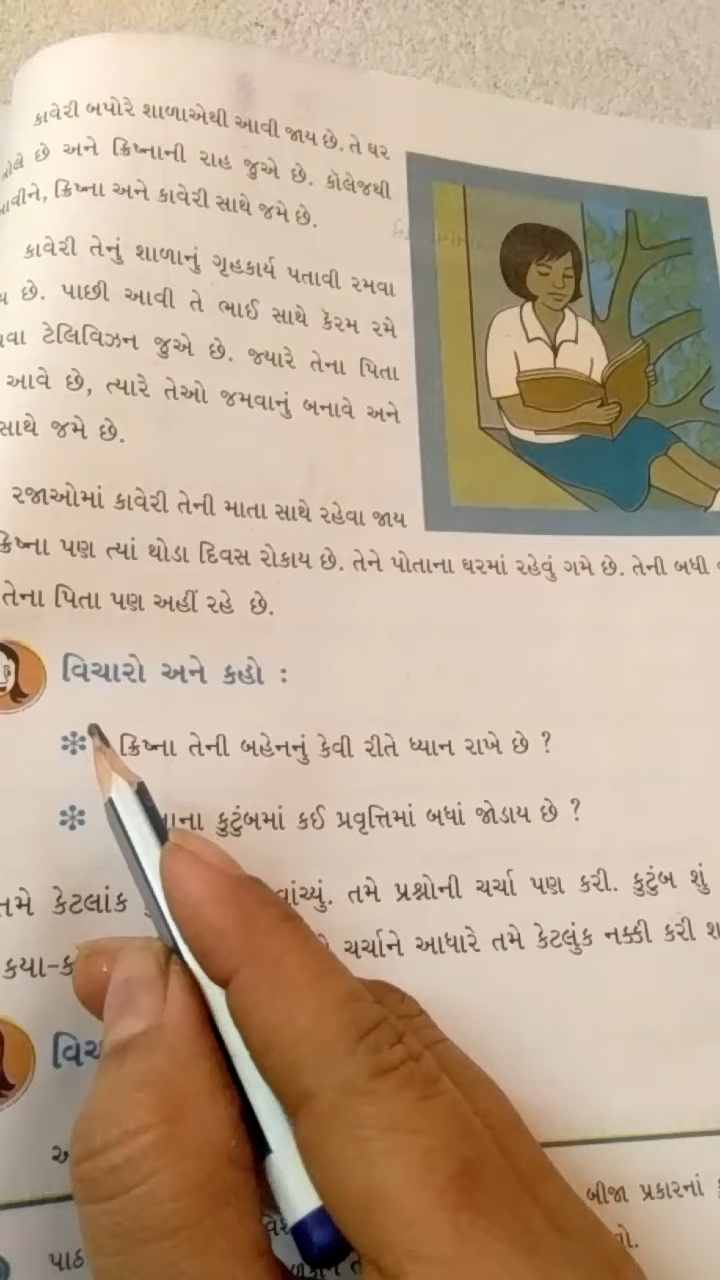 કાવેરી બપોરે શાળાએથી આવી જાય છે. તે ઘર
છે અને ક્રિષ્નાની રાહ જુએ છે. કૉલેજથી
ક્રિષ્ના અને કાવેરી સાથે જમે છે.
કાવેરી તેનું શાળાનું ગૃહકાર્ય પતાવી રમવા
છે. પાછી આવી તે ભાઈ સાથે કૅરમ રમે
ટેલિવિઝન જુએ છે. જ્યારે તેના પિતા
આવે છે, ત્યારે તેઓ જમવાનું બનાવે અને
સાથે જમે છે.
રજાઓમાં કાવેરી તેની માતા સાથે રહેવા જાય
ક્રિષ્ના પણ ત્યાં થોડા દિવસ રોકાય છે. તેને પોતાના ઘરમાં રહેવું ગમે છે. તેની બધી
તેના પિતા પણ અહીં રહે છે.
વિચારો અને કહો :
ક્રિષ્ના તેની બહેનનું કેવી રીતે ધ્યાન રાખે છે ?
કુટુંબમાં કઈ પ્રવૃત્તિમાં બધાં જોડાય છે ?
તમે કેટલાંક વાંચ્યું. તમે પ્રશ્નોની ચર્ચા પણ કરી. કુટુંબ શું
ચર્ચાને આધારે તમે કેટલુંક નક્કી કરી
બીજા પ્રકારનાં
પાઠ